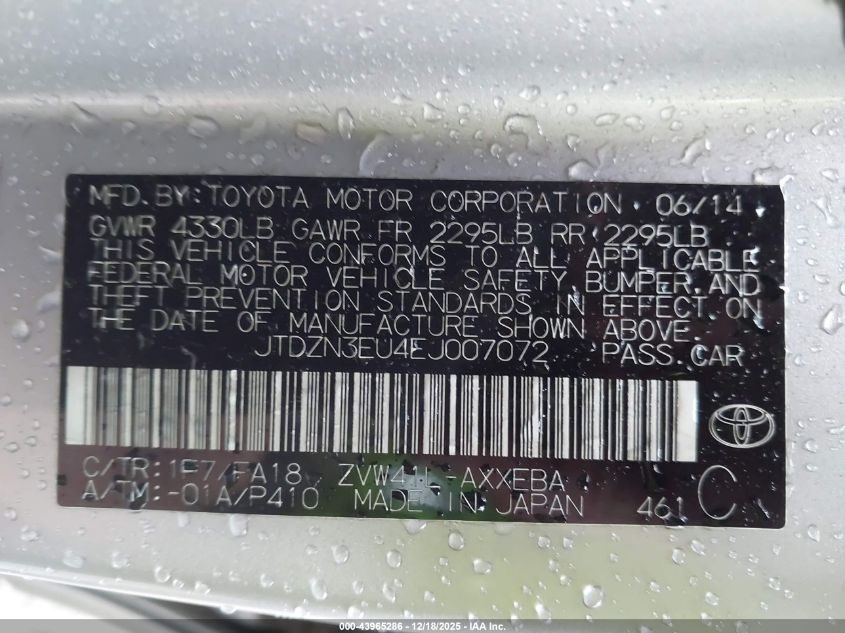 MFD. BY: TOYOTA MOTOR CORPORATION 06/14
GVWR 4330LB GAWR FR 2295LB RR 2295LB
THIS VEHICLE CONFORMS TO ALL APPLICABLE
FEDERAL MOTOR VEHICLE SAFETY, BUMPER, AND
THEFT PREVENTION STANDARDS IN EFFECT ON
THE DATE OF MANUFACTURE SHOWN ABOVE.
JTDZN3EU4EJ007072 PASS. CAR
C/TR: 1F7/FA18 ZVW41L-AXXEBA
A/TM: -01A/P410 MADE IN JAPAN 461 C
000-43965286 - 12/18/2025 - IAA Inc.